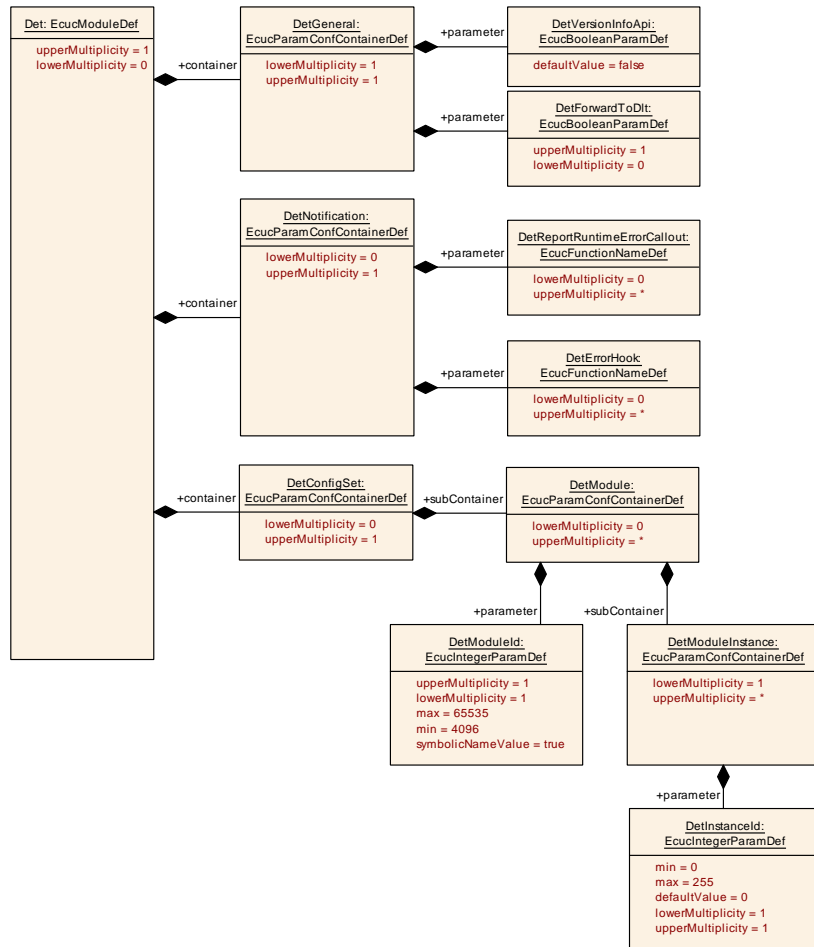 Det: EcucModuleDef
upperMultiplicity = 1
lowerMultiplicity = 0
+container
DetGeneral:
EcucParamConfContainerDef
lowerMultiplicity = 1
upperMultiplicity = 1
+parameter
DetVersionInfoApi:
EcucBooleanParamDef
defaultValue = false
+parameter
DetForwardToDlt:
EcucBooleanParamDef
upperMultiplicity = 1
lowerMultiplicity = 0
+container
DetNotification:
EcucParamConfContainerDef
lowerMultiplicity = 0
upperMultiplicity = 1
+parameter
DetReportRuntimeErrorCallout:
EcucFunctionNameDef
lowerMultiplicity = 0
upperMultiplicity = *
+parameter
DetErrorHook:
EcucFunctionNameDef
lowerMultiplicity = 0
upperMultiplicity = *
+container
DetConfigSet:
EcucParamConfContainerDef
lowerMultiplicity = 0
upperMultiplicity = 1
+subContainer
DetModule:
EcucParamConfContainerDef
lowerMultiplicity = 0
upperMultiplicity = *
+parameter
DetModuleId:
EcucIntegerParamDef
upperMultiplicity = 1
lowerMultiplicity = 1
max = 65535
min = 4096
symbolicNameValue = true
+subContainer
DetModuleInstance:
EcucParamConfContainerDef
lowerMultiplicity = 1
upperMultiplicity = *
+parameter
DetInstanceId:
EcucIntegerParamDef
min = 0
max = 255
defaultValue = 0
lowerMultiplicity = 1
upperMultiplicity = 1